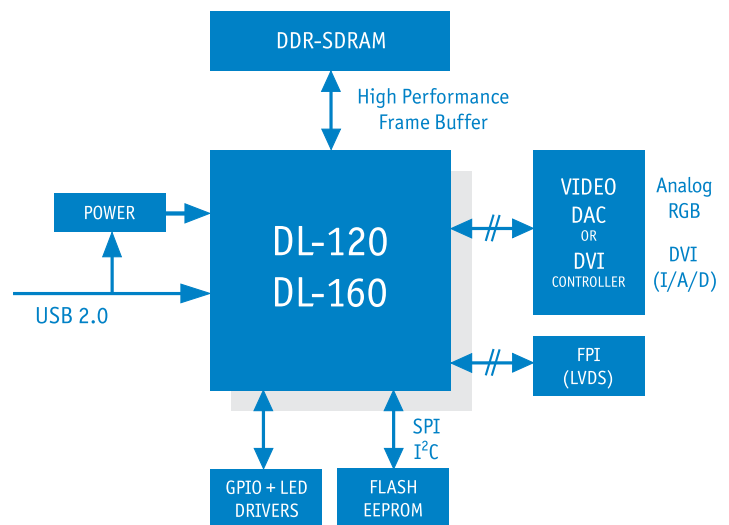 DDR-SDRAM
High Performance
Frame Buffer
POWER
USB 2.0
DL-120
DL-160
VIDEO
DAC
OR
DVI
CONTROLLER
Analog
RGB
DVI
(I/A/D)
FPI
(LVDS)
SPI
I²C
GPIO + LED
DRIVERS
FLASH
EEPROM